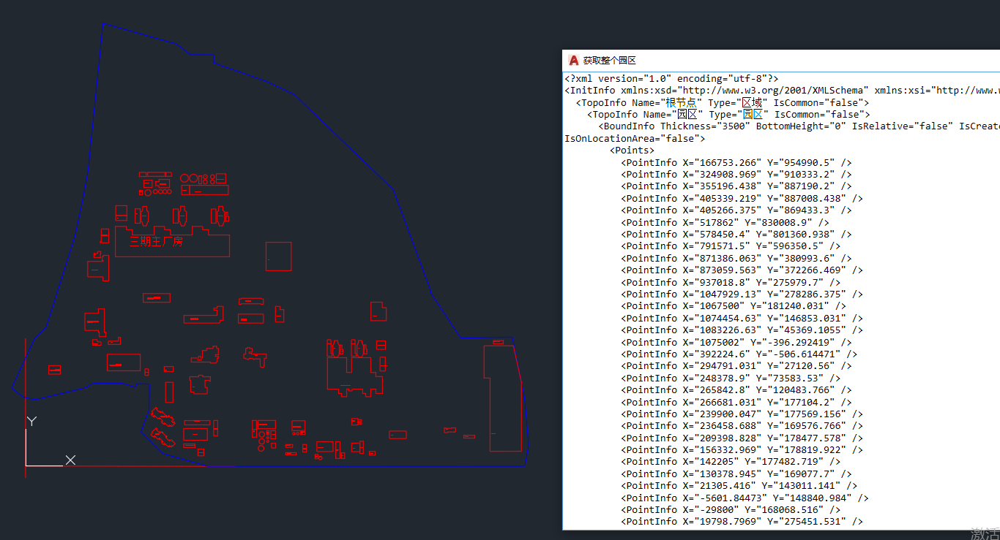 获取整个园区
<?xml version="1.0" encoding="utf-8"?>
<InitInfo xmlns:xsd="http://www.w3.org/2001/XMLSchema" xmlns:xsi="http://www.w
<TopoInfo Name="根节点" Type="区域" IsCommon="false">
<TopoInfo Name="园区" Type="园区" IsCommon="false">
<BoundInfo Thickness="3500" BottomHeight="0" IsRelative="false" IsCreate
IsOnLocationArea="false">
<Points>
<PointInfo X="166753.266" Y="954990.5" />
<PointInfo X="324908.969" Y="910333.2" />
<PointInfo X="355196.438" Y="887190.2" />
<PointInfo X="405339.219" Y="887008.438" />
<PointInfo X="405266.375" Y="869433.3" />
<PointInfo X="517862" Y="830008.9" />
<PointInfo X="578450.4" Y="801360.938" />
<PointInfo X="791571.5" Y="596350.5" />
<PointInfo X="871386.063" Y="380993.6" />
<PointInfo X="873059.563" Y="372266.469" />
<PointInfo X="937018.8" Y="275979.7" />
<PointInfo X="1047929.13" Y="278286.375" />
<PointInfo X="1067500" Y="181240.031" />
<PointInfo X="1074454.63" Y="146853.031" />
<PointInfo X="1083226.63" Y="45369.1055" />
<PointInfo X="1075002" Y="-396.292419" />
<PointInfo X="392224.6" Y="-506.614471" />
<PointInfo X="294791.031" Y="27120.56" />
<PointInfo X="248378.9" Y="73583.53" />
<PointInfo X="265842.8" Y="120483.766" />
<PointInfo X="266681.031" Y="177104.2" />
<PointInfo X="239900.047" Y="177569.156" />
<PointInfo X="236458.688" Y="169576.766" />
<PointInfo X="209398.828" Y="178477.578" />
<PointInfo X="156332.969" Y="178819.922" />
<PointInfo X="142205" Y="177482.719" />
<PointInfo X="130378.945" Y="169077.7" />
<PointInfo X="21305.416" Y="143011.141" />
<PointInfo X="-5601.84473" Y="148840.984" />
<PointInfo X="-29800" Y="168068.516" />
<PointInfo X="19798.7969" Y="275451.531" />
三期主厂房
Y
X
激活